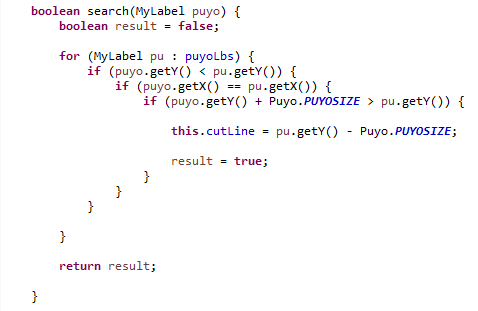 boolean search(MyLabel puyo) {
boolean result = false;
for (MyLabel pu : puyoLbs) {
if (puyo.getY() < pu.getY()) {
if (puyo.getX() == pu.getX()) {
if (puyo.getY() + Puyo.PUYOSIZE > pu.getY()) {
this.cutLine = pu.getY() - Puyo.PUYOSIZE;
result = true;
}
}
}
}
return result;
}